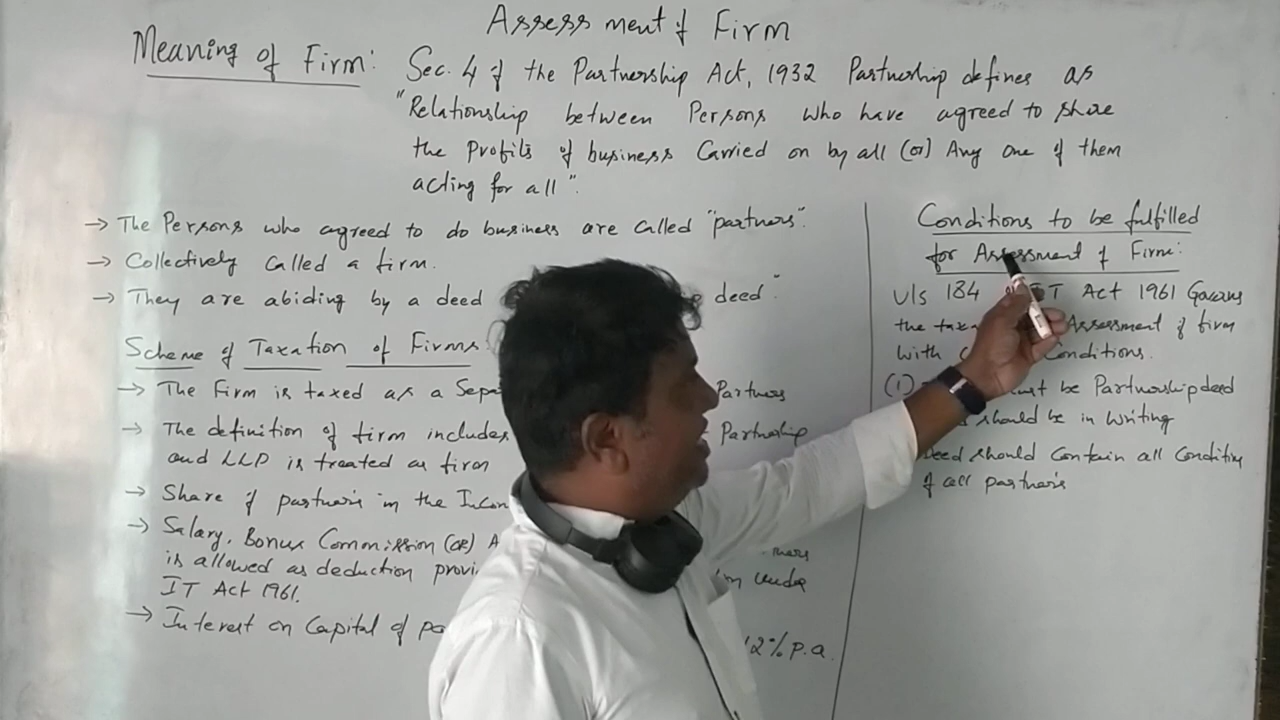 Assessment of Firm
Meaning of Firm:
Sec. 4 of the Partnership Act, 1932 Partnership defines as
"Relationship between Persons who have agreed to share
the profits of business Carried on by all (or) Any one of them
acting for all".
→ The Persons who agreed to do business are called "partners".
→ Collectively called a firm.
→ They are abiding by a deed deed".
Scheme of Taxation of Firms
→ The Firm is taxed as a Partners
→ The definition of firm includes Partnership
and LLP is treated as firm
→ Share of partner's in the
→ Salary, Bonus Commission (OR)
is allowed as deduction under
IT Act 1961.
→ Interest on Capital of 12% p.a.
Conditions to be fulfilled
for Assessment of Firm:
U/s 184 IT Act 1961 Governs
the Assessment of firm
with Conditions.
(1) be Partnership deed
should be in writing
Deed should contain all Condition
of all partner's